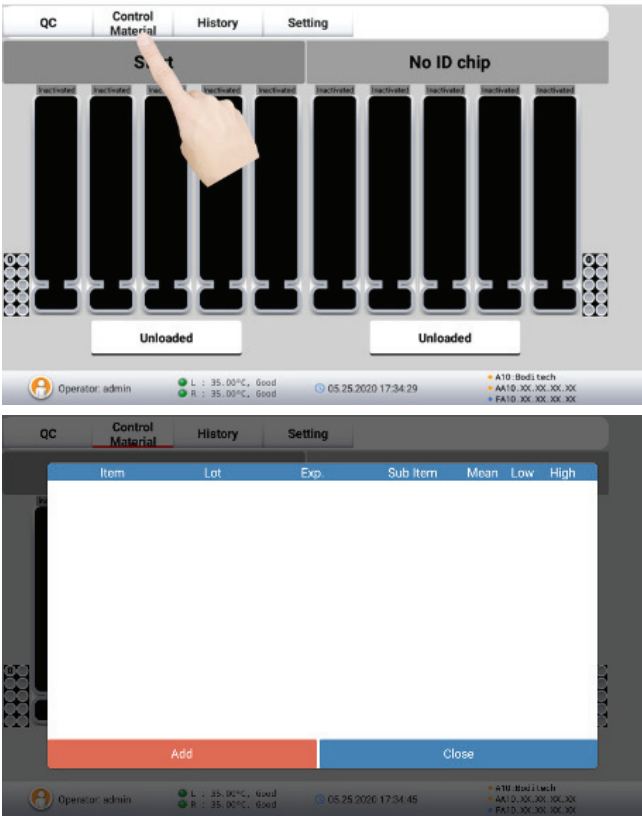 QC
Control
Material
History
Setting
No ID chip
Inactivated Inactivated Inactivated Inactivated Inactivated Inactivated Inactivated Inactivated
0
0
Unloaded
Unloaded
Operator: admin
L : 35.00°C, Good
R : 35.00°C, Good
05.25.2020 17:34:29
A10:Boditech
AA10.XX.XX.XX.XX
FA10.XX.XX.XX.XX
QC
Control
Material
History
Setting
Item Lot Exp. Sub Item Mean Low High
0
Add
Close
Operator: admin
L : 35.00°C, Good
R : 35.00°C, Good
05.25.2020 17:34:45
A10:Boditech
AA10.XX.XX.XX.XX
FA10.XX.XX.XX.XX